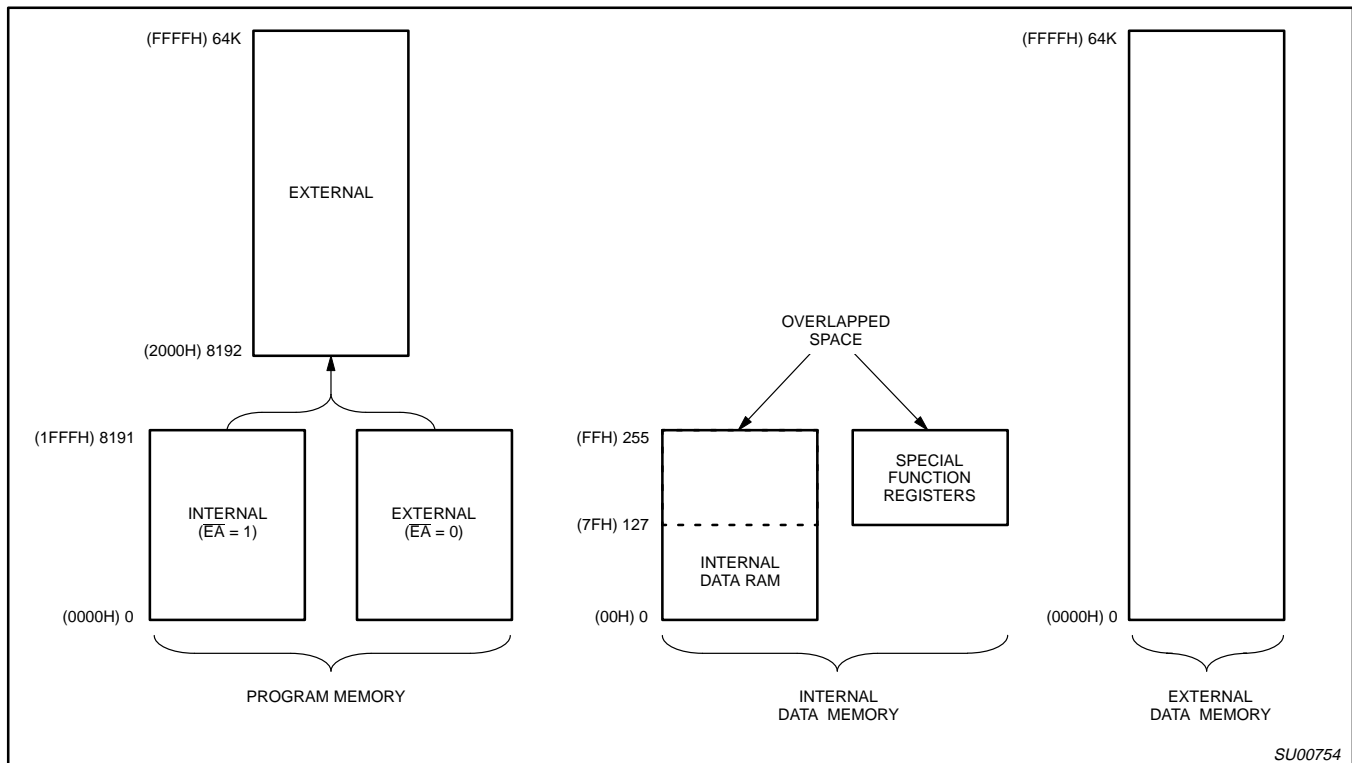 (FFFFH) 64K
EXTERNAL
(2000H) 8192
(1FFFH) 8191
INTERNAL
(E̅A̅ = 1)
EXTERNAL
(E̅A̅ = 0)
(0000H) 0
PROGRAM MEMORY
OVERLAPPED
SPACE
(FFH) 255
(7FH) 127
INTERNAL
DATA RAM
(00H) 0
SPECIAL
FUNCTION
REGISTERS
INTERNAL
DATA MEMORY
(FFFFH) 64K
(0000H) 0
EXTERNAL
DATA MEMORY
SU00754